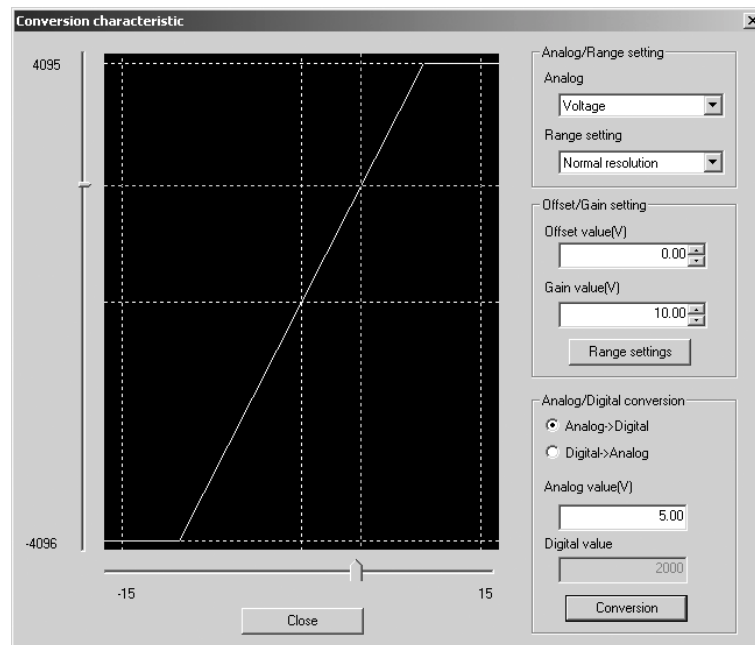 Conversion characteristic
4095
-4096
-15
15
Close
Analog/Range setting
Analog
Voltage
Range setting
Normal resolution
Offset/Gain setting
Offset value(V)
0.00
Gain value(V)
10.00
Range settings
Analog/Digital conversion
Analog->Digital
Digital->Analog
Analog value(V)
5.00
Digital value
2000
Conversion